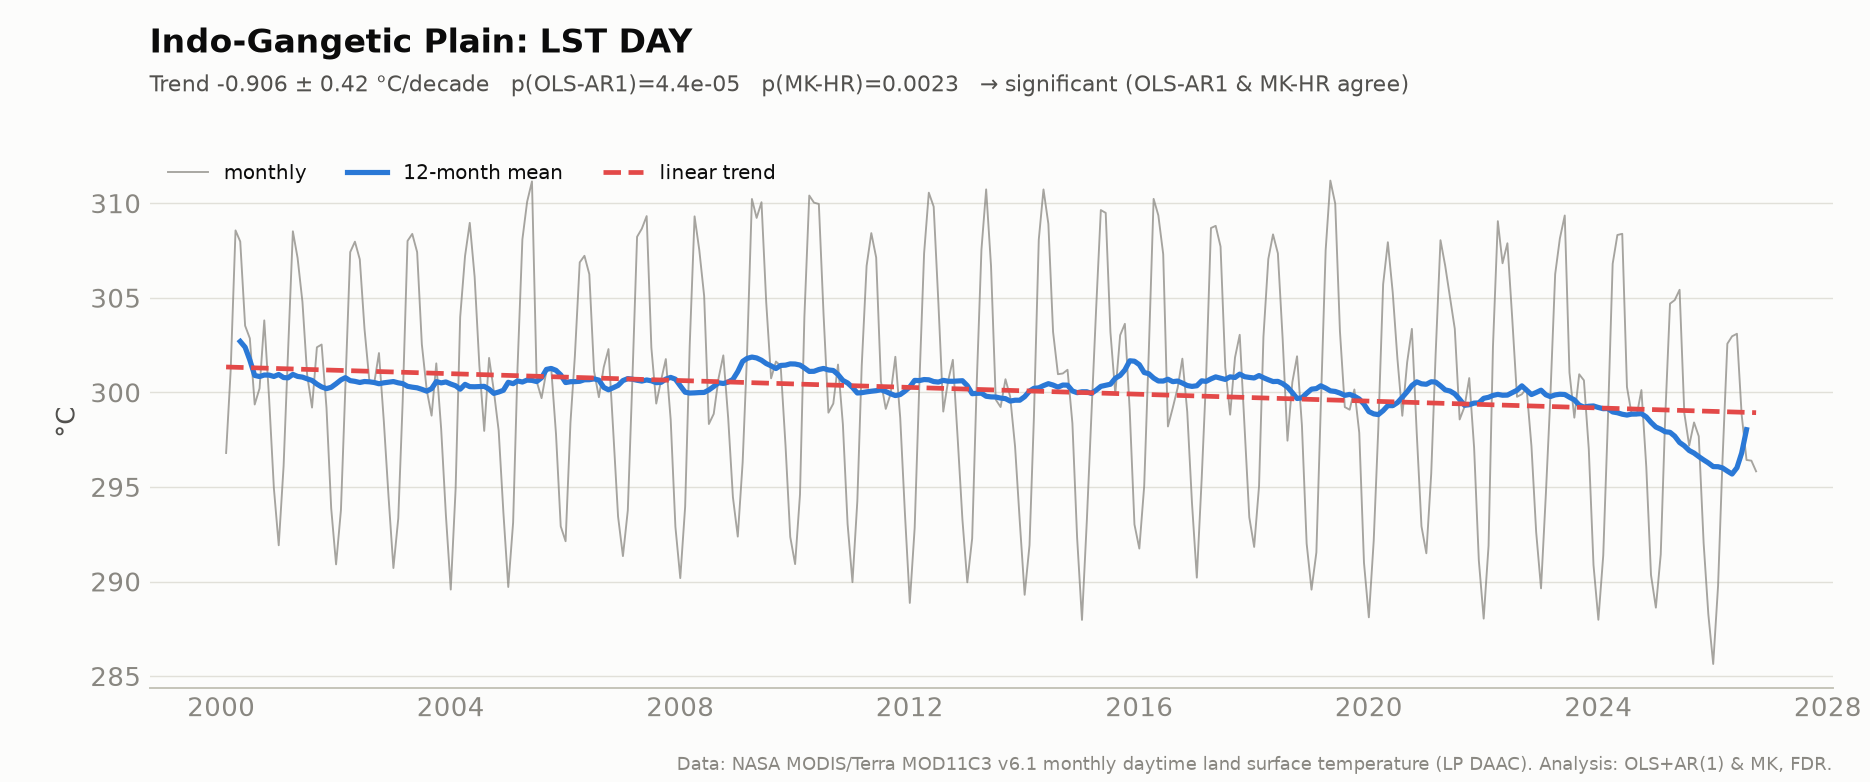 Indo-Gangetic Plain: LST DAY
Trend -0.906 ± 0.42 °C/decade   p(OLS-AR1)=4.4e-05   p(MK-HR)=0.0023   → significant (OLS-AR1 & MK-HR agree)
monthly   12-month mean   linear trend
310
305
300
295
290
285
°C
2000   2004   2008   2012   2016   2020   2024   2028
Data: NASA MODIS/Terra MOD11C3 v6.1 monthly daytime land surface temperature (LP DAAC). Analysis: OLS+AR(1) & MK, FDR.